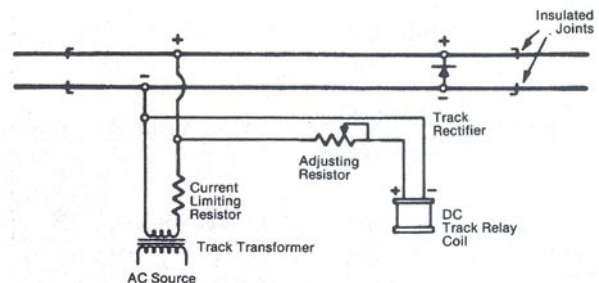 Insulated
Joints
+
+
-
-
Track
Rectifier
Adjusting
Resistor
Current
Limiting
Resistor
+
-
DC
Track Relay
Coil
Track Transformer
AC Source